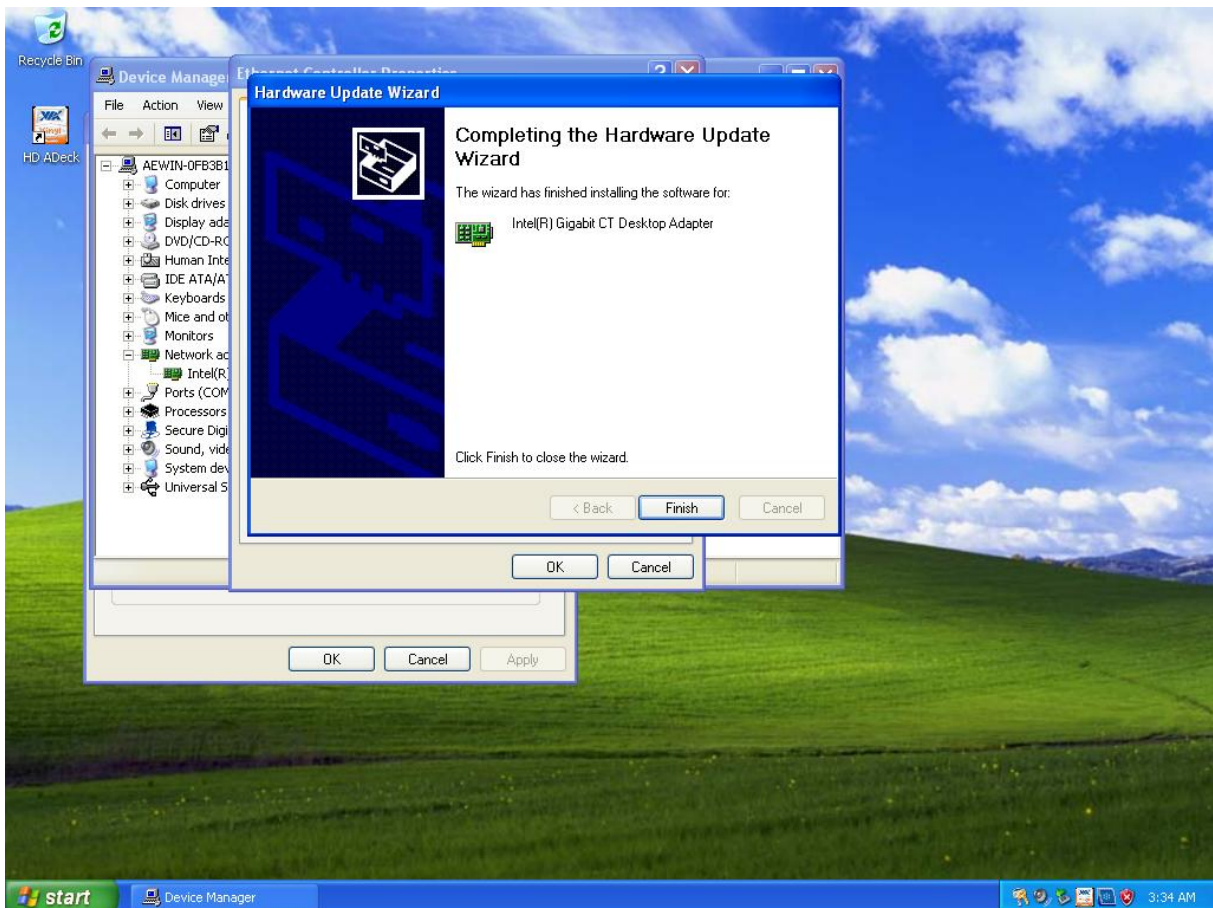 Recycle Bin
HD ADeck
Device Manage
Ethernet Controller Properties
Hardware Update Wizard
File Action View
AEWIN-0FB3B1
Computer
Disk drives
Display ada
DVD/CD-RO
Human Inte
IDE ATA/AT
Keyboards
Mice and ot
Monitors
Network ad
Intel(R)
Ports (COM
Processors
Secure Digi
Sound, vide
System dev
Universal S
Completing the Hardware Update
Wizard
The wizard has finished installing the software for:
Intel(R) Gigabit CT Desktop Adapter
Click Finish to close the wizard.
< Back Finish Cancel
OK Cancel
OK Cancel Apply
start
Device Manager
3:34 AM